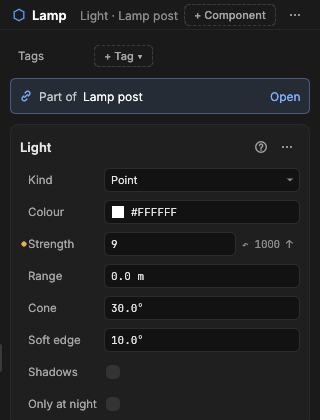 Lamp Light · Lamp post + Component ···
Tags + Tag ▾
Part of Lamp post Open
Light ? ···
Kind Point
Colour #FFFFFF
Strength 9 ↶ 1000 ↑
Range 0.0 m
Cone 30.0°
Soft edge 10.0°
Shadows
Only at night